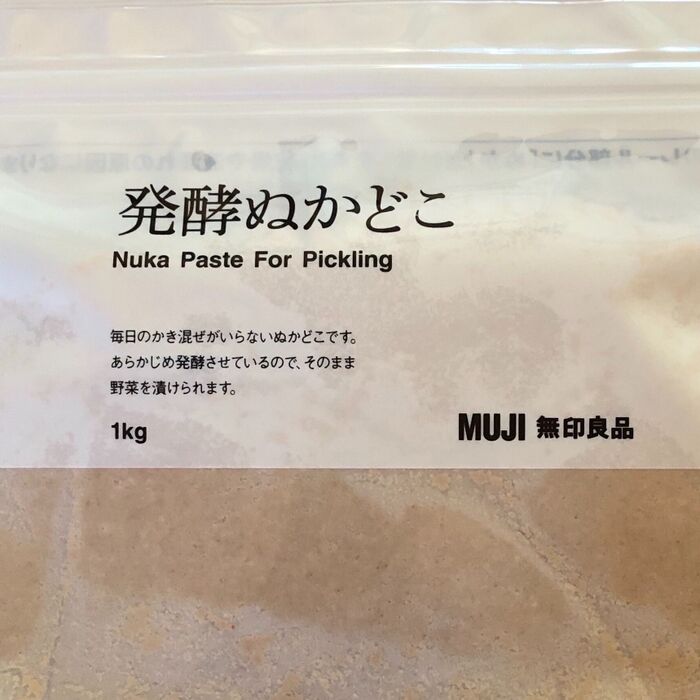 発酵ぬかどこ
Nuka Paste For Pickling
毎日のかき混ぜがいらないぬかどこです。
あらかじめ発酵させているので、そのまま
野菜を漬けられます。
1kg
MUJI 無印良品